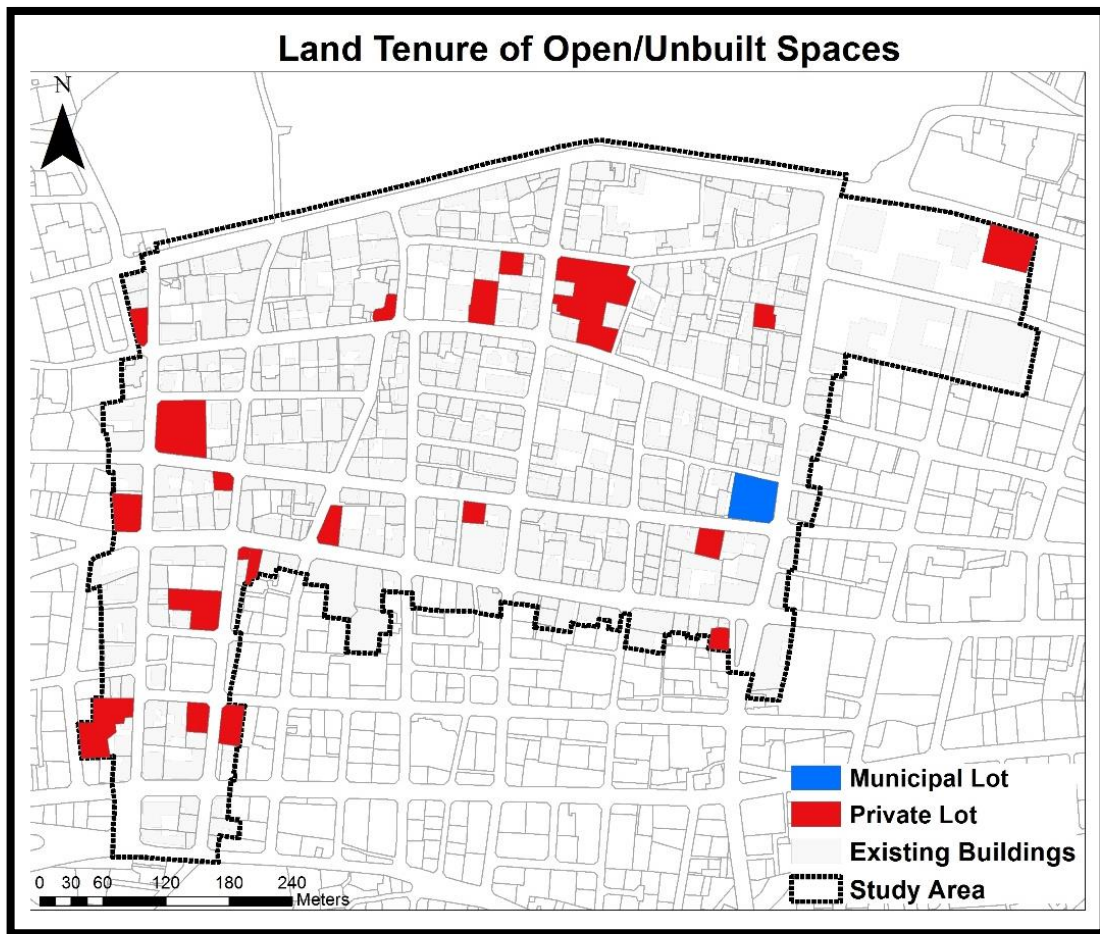 Land Tenure of Open/Unbuilt Spaces
N
Municipal Lot
Private Lot
Existing Buildings
Study Area
0 30 60 120 180 240
Meters